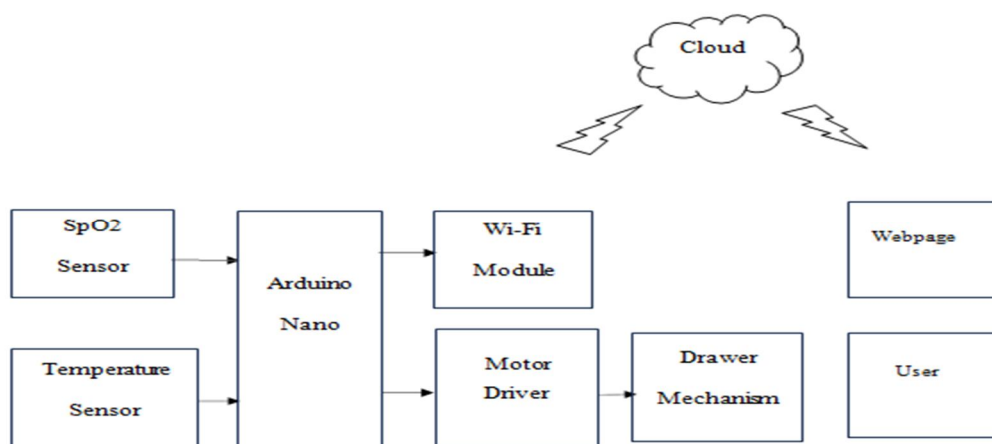 Cloud
SpO2
Sensor
Arduino
Nano
Wi-Fi
Module
Webpage
Temperature
Sensor
Motor
Driver
Drawer
Mechanism
User